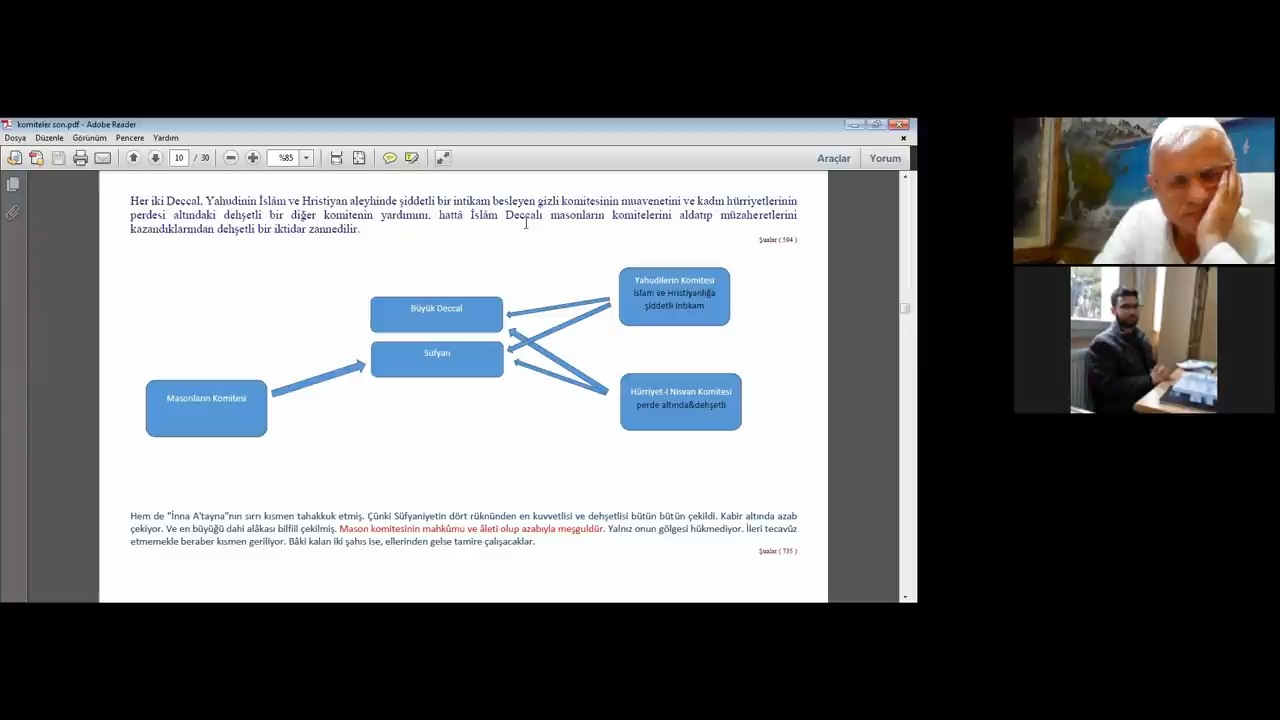 komiteler son.pdf - Adobe Reader
Dosya Düzenle Görünüm Pencere Yardım
10 / 30 %85 Araçlar Yorum
Her iki Deccal, Yahudinin İslâm ve Hristiyan aleyhinde şiddetli bir intikam besleyen gizli komitesinin muavenetini ve kadın hürriyetlerinin
perdesi altındaki dehşetli bir diğer komitenin yardımını, hattâ İslâm Deccalı masonların komitelerini aldatıp müzaheretlerini
kazandıklarından dehşetli bir iktidar zannedilir.
Şualar ( 594 )
Büyük Deccal
Süfyan
Masonların Komitesi
Yahudilerin Komitesi
İslam ve Hristiyanlığa
şiddetli intikam
Hürriyet-i Nisvan Komitesi
perde altında&dehşetli
Hem de "İnna A'tayna"nın sırrı kısmen tahakkuk etmiş. Çünki Süfyaniyetin dört rüknünden en kuvvetlisi ve dehşetlisi bütün bütün çekildi. Kabir altında azab
çekiyor. Ve en büyüğü dahi alâkası bilfiil çekilmiş. Mason komitesinin mahkûmu ve âleti olup azabıyla meşguldür. Yalnız onun gölgesi hükmediyor. İleri tecavüz
etmemekle beraber kısmen geriliyor. Bâki kalan iki şahıs ise, ellerinden gelse tamire çalışacaklar.
Şualar ( 735 )